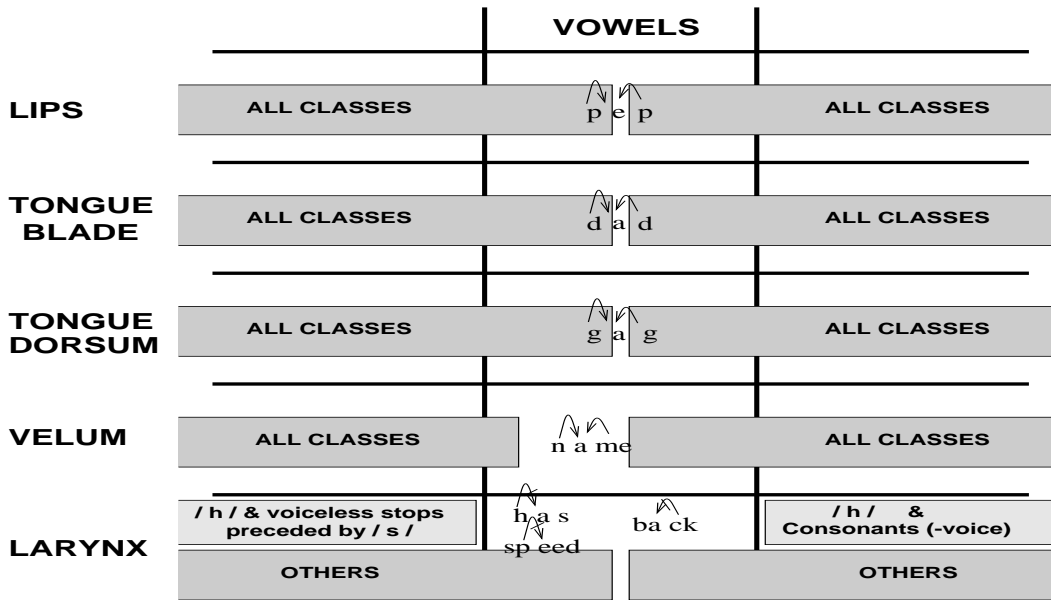 VOWELS
LIPS
ALL CLASSES
p e p
ALL CLASSES
TONGUE
BLADE
ALL CLASSES
d a d
ALL CLASSES
TONGUE
DORSUM
ALL CLASSES
g a g
ALL CLASSES
VELUM
ALL CLASSES
n a me
ALL CLASSES
LARYNX
/ h / & voiceless stops
preceded by / s /
h a s
sp eed
ba ck
/ h / &
Consonants (-voice)
OTHERS
OTHERS